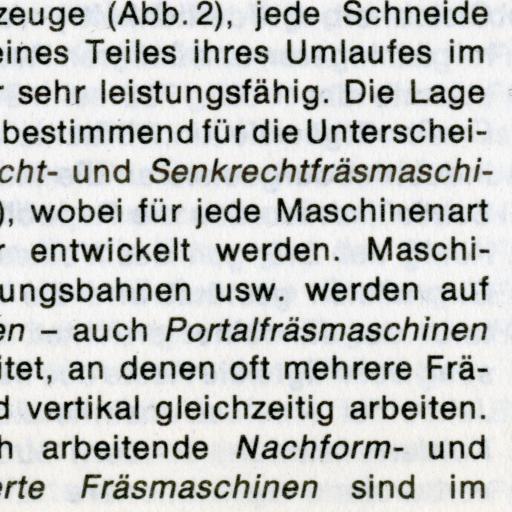 zeuge (Abb. 2), jede Schneide
eines Teiles ihres Umlaufes im
r sehr leistungsfähig. Die Lage
bestimmend für die Unterschei-
cht- und Senkrechtfräsmaschi-
), wobei für jede Maschinenart
r entwickelt werden. Maschi-
ungsbahnen usw. werden auf
en – auch Portalfräsmaschinen
itet, an denen oft mehrere Frä-
d vertikal gleichzeitig arbeiten.
h arbeitende Nachform- und
erte Fräsmaschinen sind im